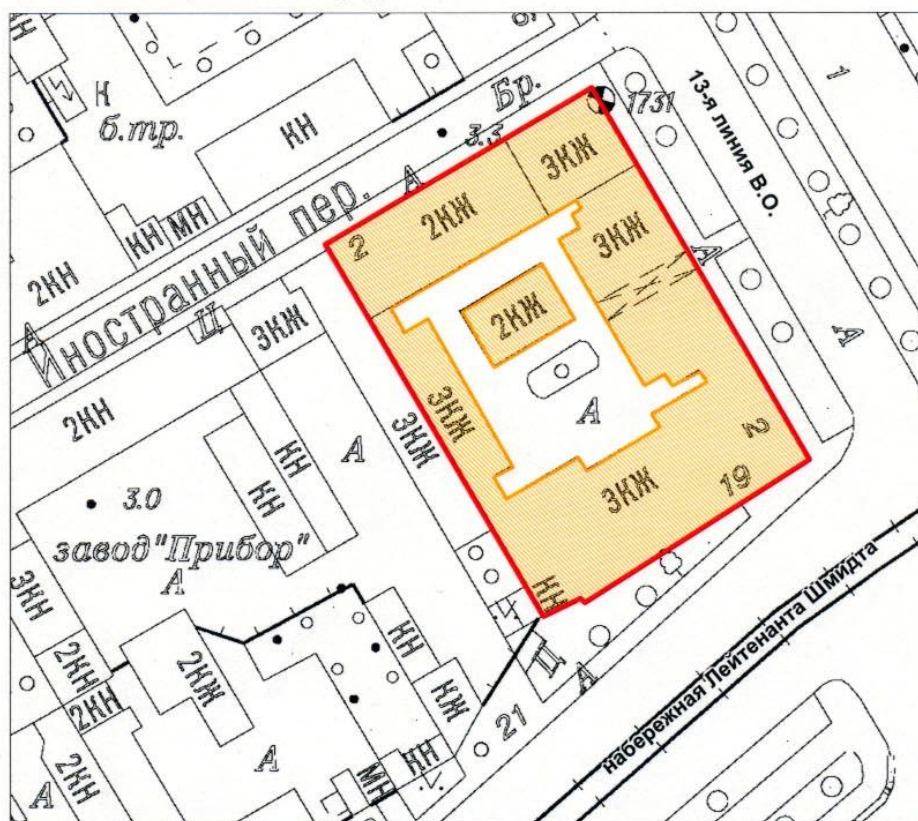 К
б.тр.
КН
Бр.
3.3
1731
13-я линия В.О.
1
КН
МН
2КН
Иностранный пер.
А
А
2
2КЖ
3КЖ
3КЖ
А
А
Ц
3КЖ
2КЖ
2КН
3КЖ
3КЖ
А
А
КН
КН
3КЖ
2
19
3.0
завод"Прибор"
А
КН
3КН
2КН
2КН
2КЖ
КН
КЖ
Ц
Ц
А
21
набережная Лейтенанта Шмидта
А
КН
МН
2КН
А